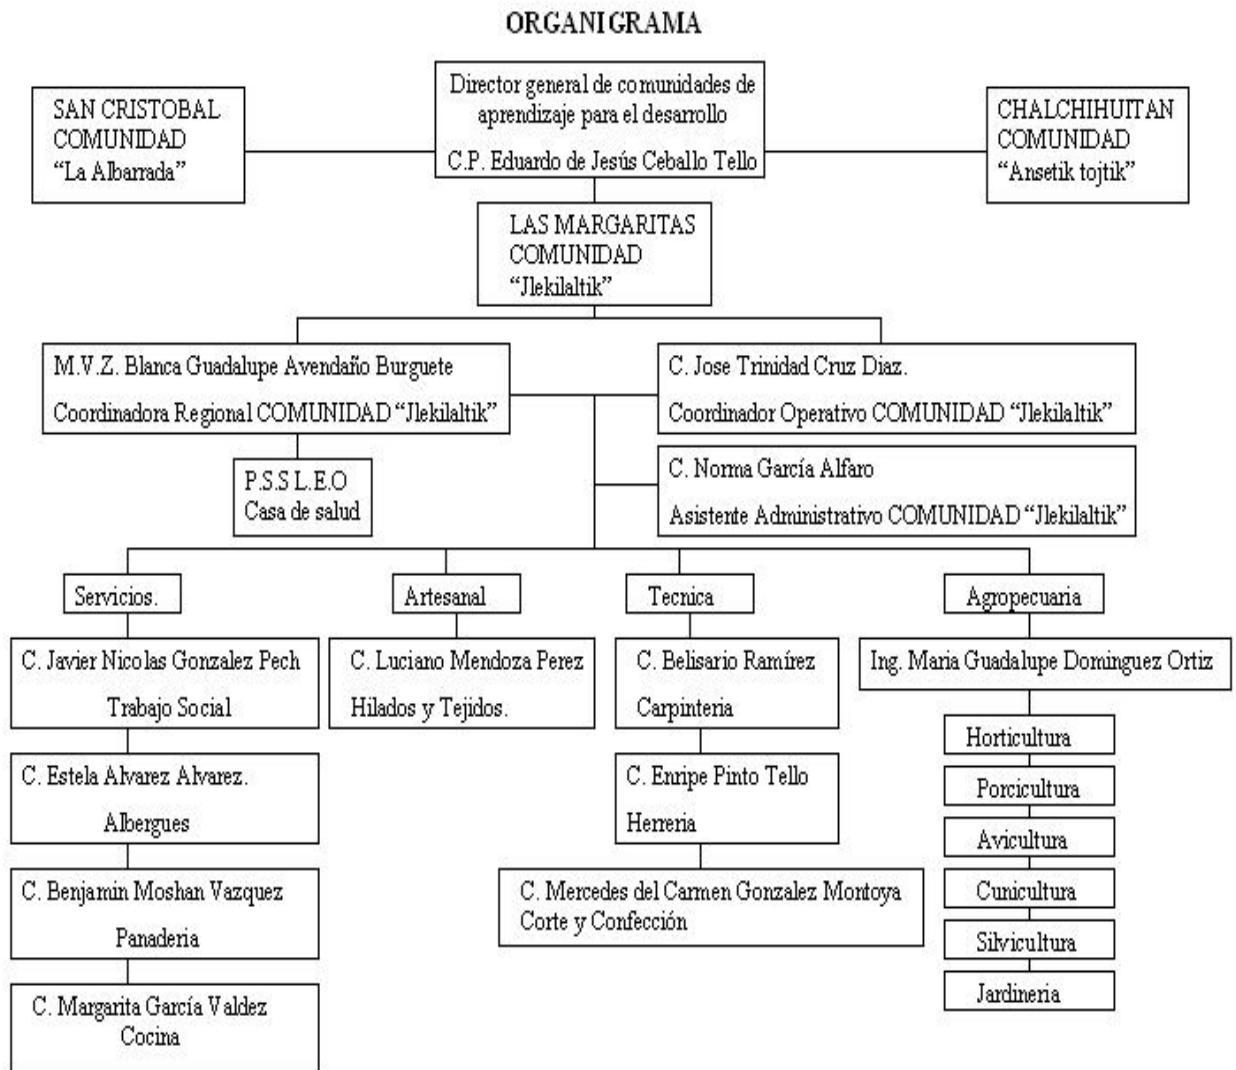 ORGANIGRAMA
Director general de comunidades de
aprendizaje para el desarrollo
C.P. Eduardo de Jesús Ceballo Tello
SAN CRISTOBAL
COMUNIDAD
“La Albarrada”
CHALCHIHUITAN
COMUNIDAD
“Ansetik tojtik”
LAS MARGARITAS
COMUNIDAD
“Jlekilaltik”
M.V.Z. Blanca Guadalupe Avendaño Burguete
Coordinadora Regional COMUNIDAD “Jlekilaltik”
C. Jose Trinidad Cruz Diaz.
Coordinador Operativo COMUNIDAD “Jlekilaltik”
P.S.S L.E.O
Casa de salud
C. Norma García Alfaro
Asistente Administrativo COMUNIDAD “Jlekilaltik”
Servicios.
C. Javier Nicolas Gonzalez Pech
Trabajo Social
C. Estela Alvarez Alvarez.
Albergues
C. Benjamin Moshan Vazquez
Panaderia
C. Margarita García Valdez
Cocina
Artesanal
C. Luciano Mendoza Perez
Hilados y Tejidos.
Tecnica
C. Belisario Ramírez
Carpinteria
C. Enripe Pinto Tello
Herreria
C. Mercedes del Carmen Gonzalez Montoya
Corte y Confección
Agropecuaria
Ing. Maria Guadalupe Dominguez Ortiz
Horticultura
Porcicultura
Avicultura
Cunicultura
Silvicultura
Jardineria